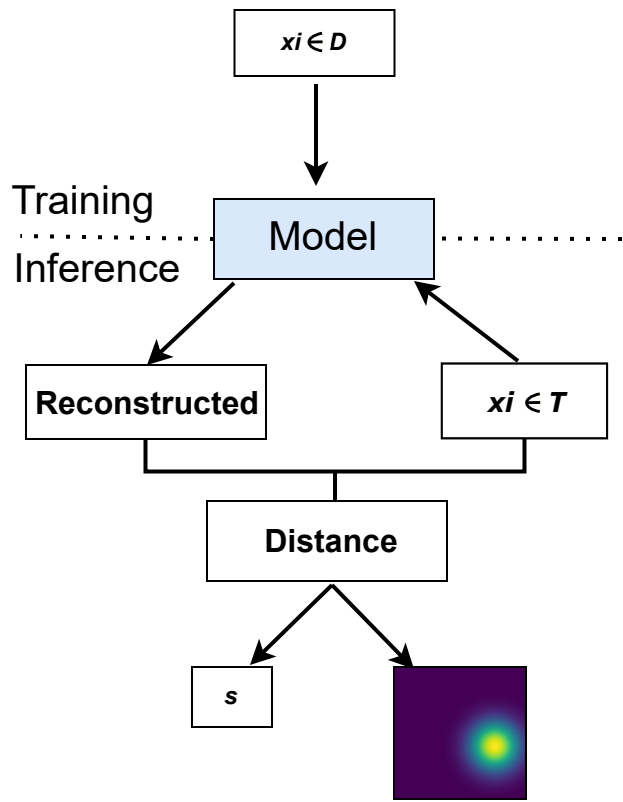 xi ∈ D
Training
Model
Inference
Reconstructed
xi ∈ T
Distance
s